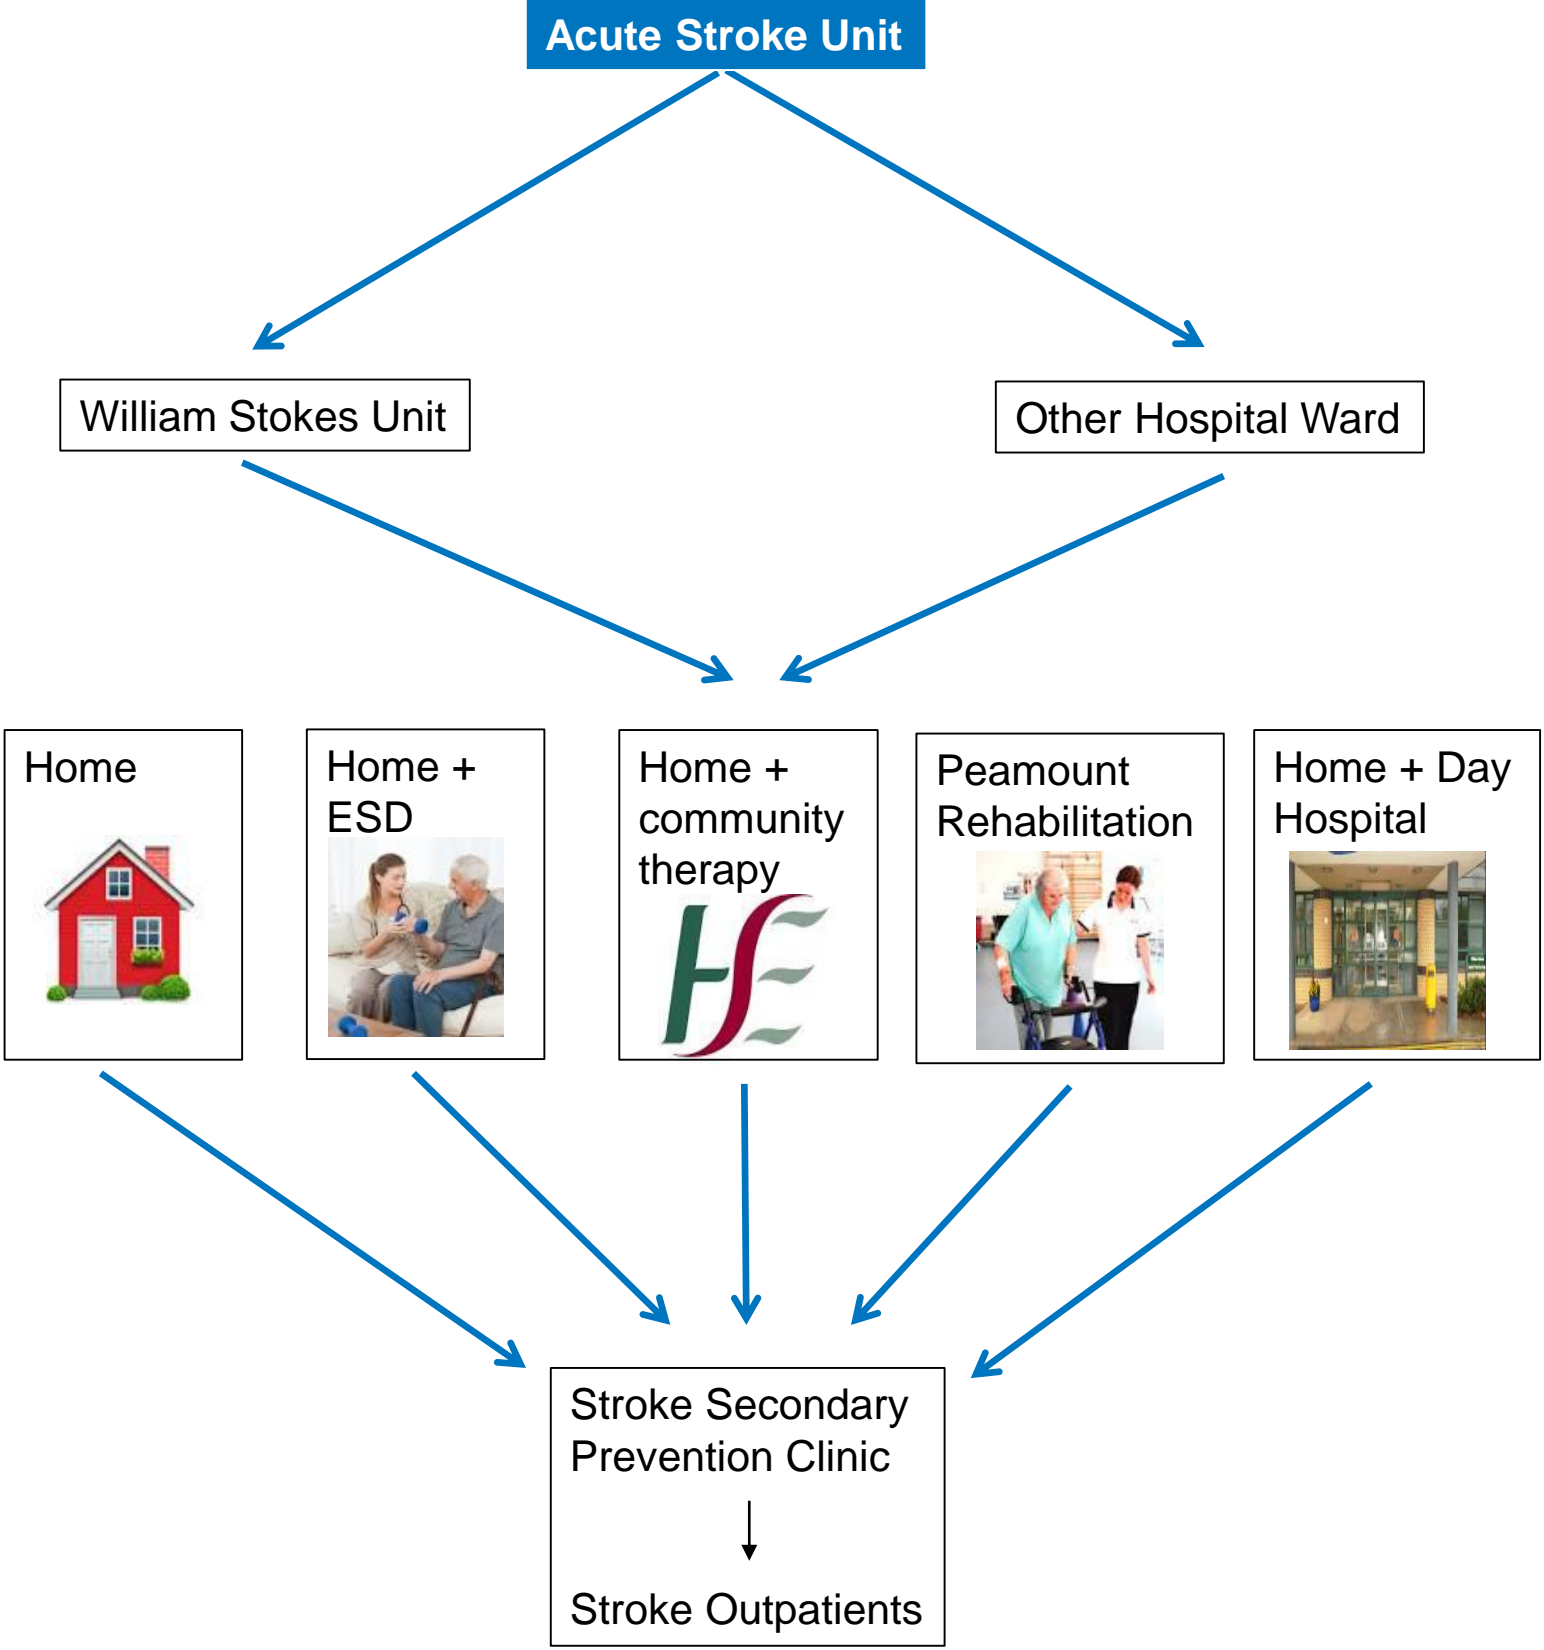 Acute Stroke Unit
William Stokes Unit
Other Hospital Ward
Home
Home +
ESD
Home +
community
therapy
HSE
Peamount
Rehabilitation
Home + Day
Hospital
Stroke Secondary
Prevention Clinic
Stroke Outpatients